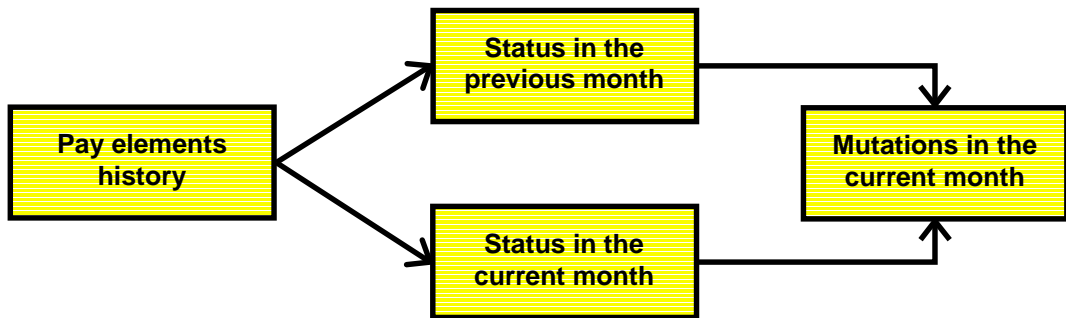 Pay elements
history
Status in the
previous month
Status in the
current month
Mutations in the
current month